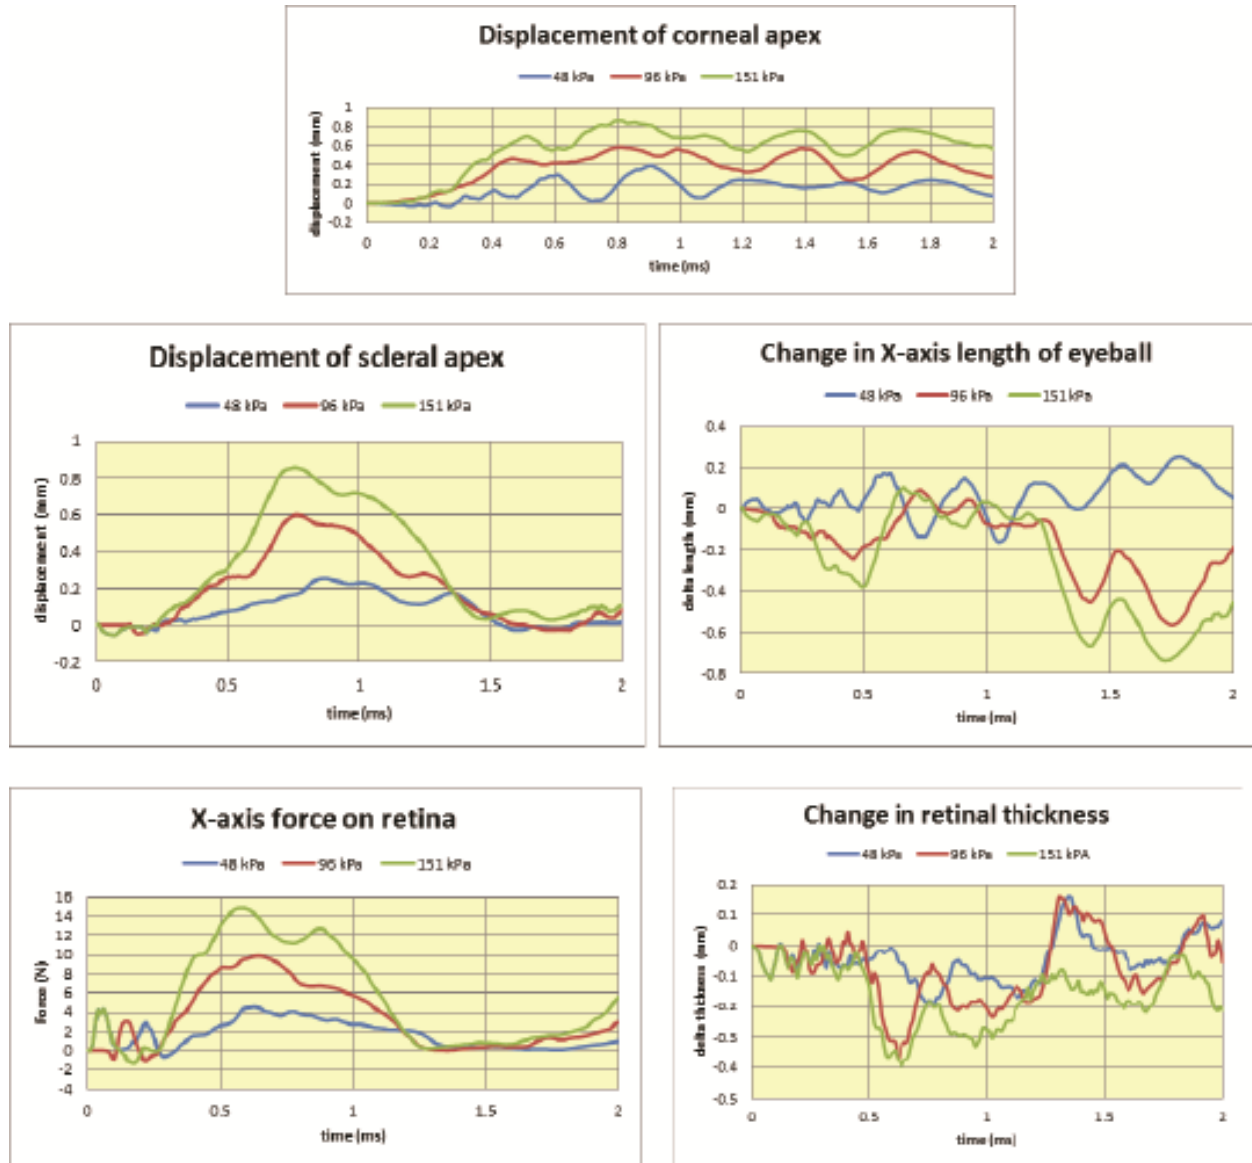 Displacement of corneal apex
48 kPa 96 kPa 151 kPa
displacement (mm)
1
0.8
0.6
0.4
0.2
0
-0.2
0 0.2 0.4 0.6 0.8 1 1.2 1.4 1.6 1.8 2
time (ms)
Displacement of scleral apex
48 kPa 96 kPa 151 kPa
displacement (mm)
1
0.8
0.6
0.4
0.2
0
-0.2
0 0.5 1 1.5 2
time (ms)
Change in X-axis length of eyeball
48 kPa 96 kPa 151 kPa
delta length (mm)
0.4
0.2
0
-0.2
-0.4
-0.6
-0.8
0 0.5 1 1.5 2
time (ms)
X-axis force on retina
48 kPa 96 kPa 151 kPa
force (N)
16
14
12
10
8
6
4
2
0
-2
-4
0 0.5 1 1.5 2
time (ms)
Change in retinal thickness
48 kPa 96 kPa 151 kPA
delta thickness (mm)
0.2
0.1
0
-0.1
-0.2
-0.3
-0.4
-0.5
0 0.5 1 1.5 2
time (ms)